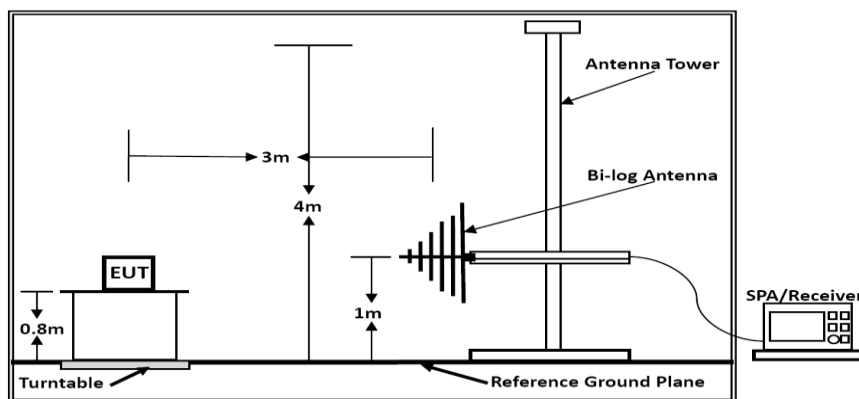 Antenna Tower
3m
Bi-log Antenna
4m
EUT
0.8m
1m
SPA/Receiver
Turntable
Reference Ground Plane